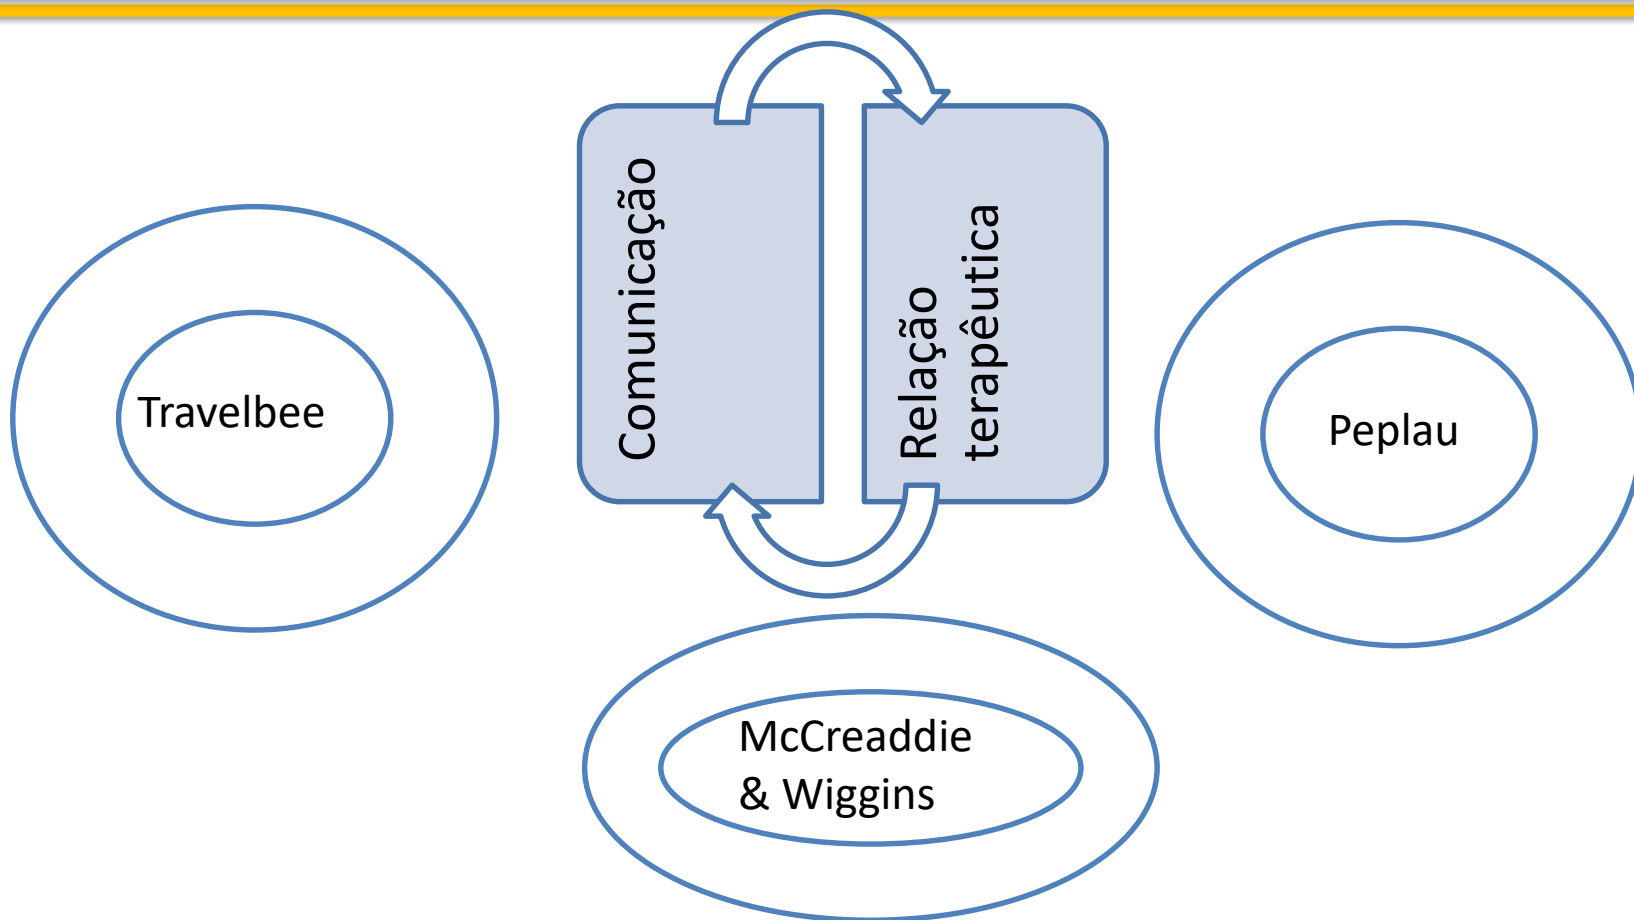 Comunicação
Relação
terapêutica
Travelbee
Peplau
McCreaddie
& Wiggins